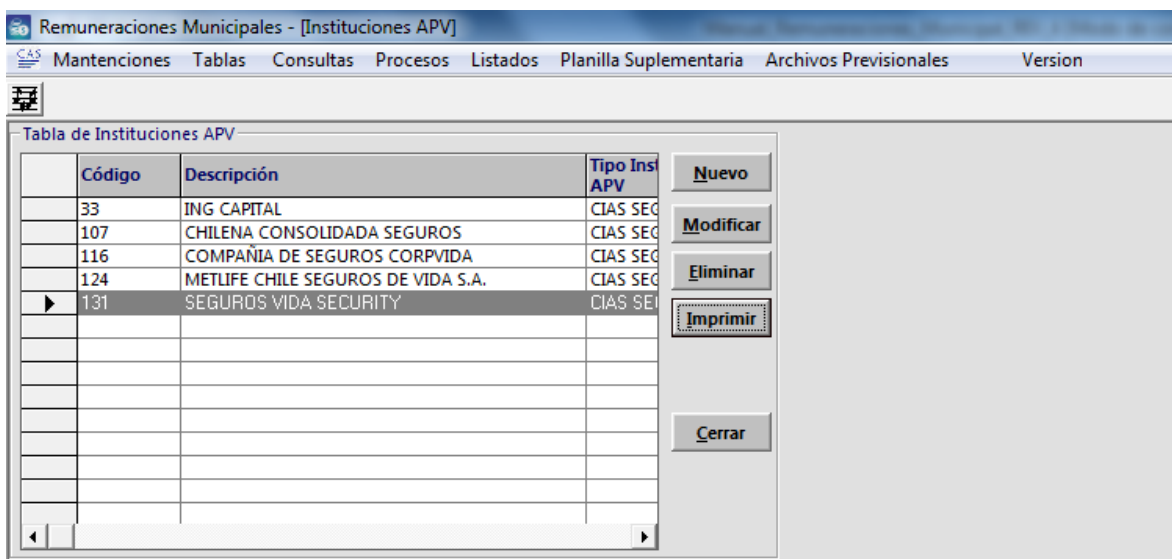 Remuneraciones Municipales - [Instituciones APV]
CAS Mantenciones Tablas Consultas Procesos Listados Planilla Suplementaria Archivos Previsionales Version
Tabla de Instituciones APV
Código Descripción Tipo Inst APV
33 ING CAPITAL CIAS SEG
107 CHILENA CONSOLIDADA SEGUROS CIAS SEG
116 COMPAÑIA DE SEGUROS CORPVIDA CIAS SEG
124 METLIFE CHILE SEGUROS DE VIDA S.A. CIAS SEG
131 SEGUROS VIDA SECURITY CIAS SE
Nuevo
Modificar
Eliminar
Imprimir
Cerrar